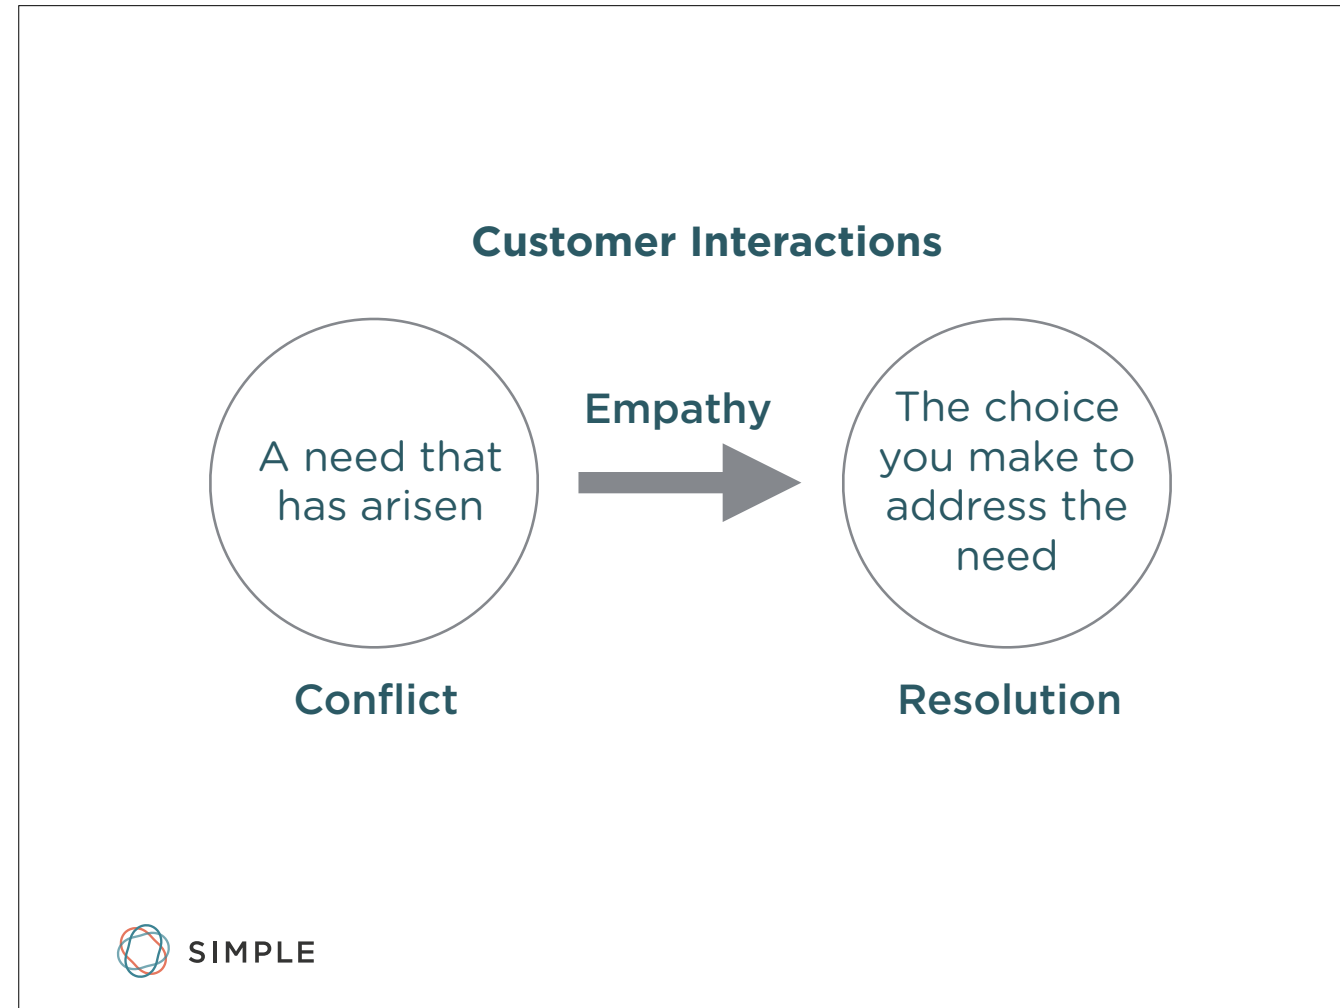 Customer Interactions
A need that
has arisen
Conflict
Empathy
The choice
you make to
address the
need
Resolution
SIMPLE